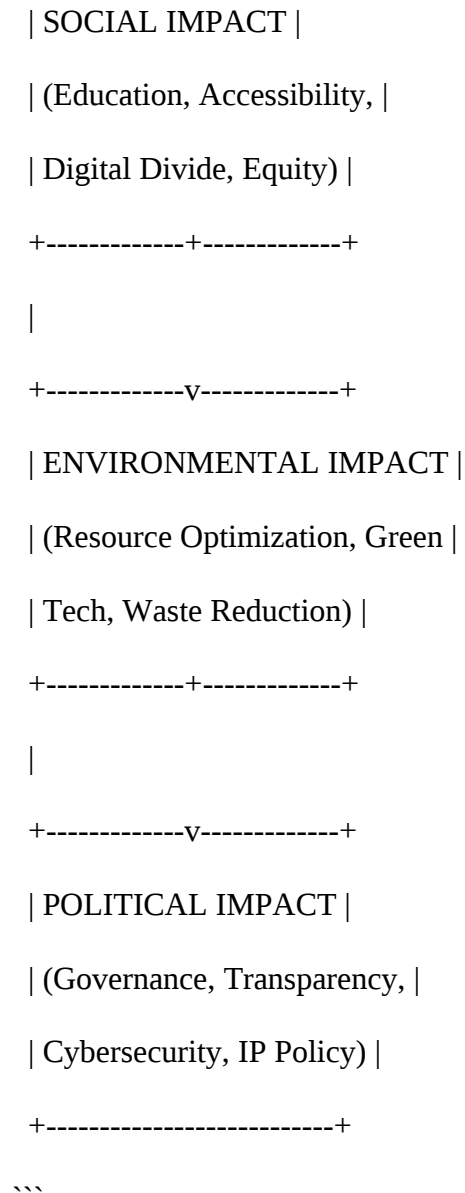 | SOCIAL IMPACT |
| (Education, Accessibility, |
| Digital Divide, Equity) |
+-------------+-------------+
|
+-------------v-------------+
| ENVIRONMENTAL IMPACT |
| (Resource Optimization, Green |
| Tech, Waste Reduction) |
+-------------+-------------+
|
+-------------v-------------+
| POLITICAL IMPACT |
| (Governance, Transparency, |
| Cybersecurity, IP Policy) |
+---------------------------+
```